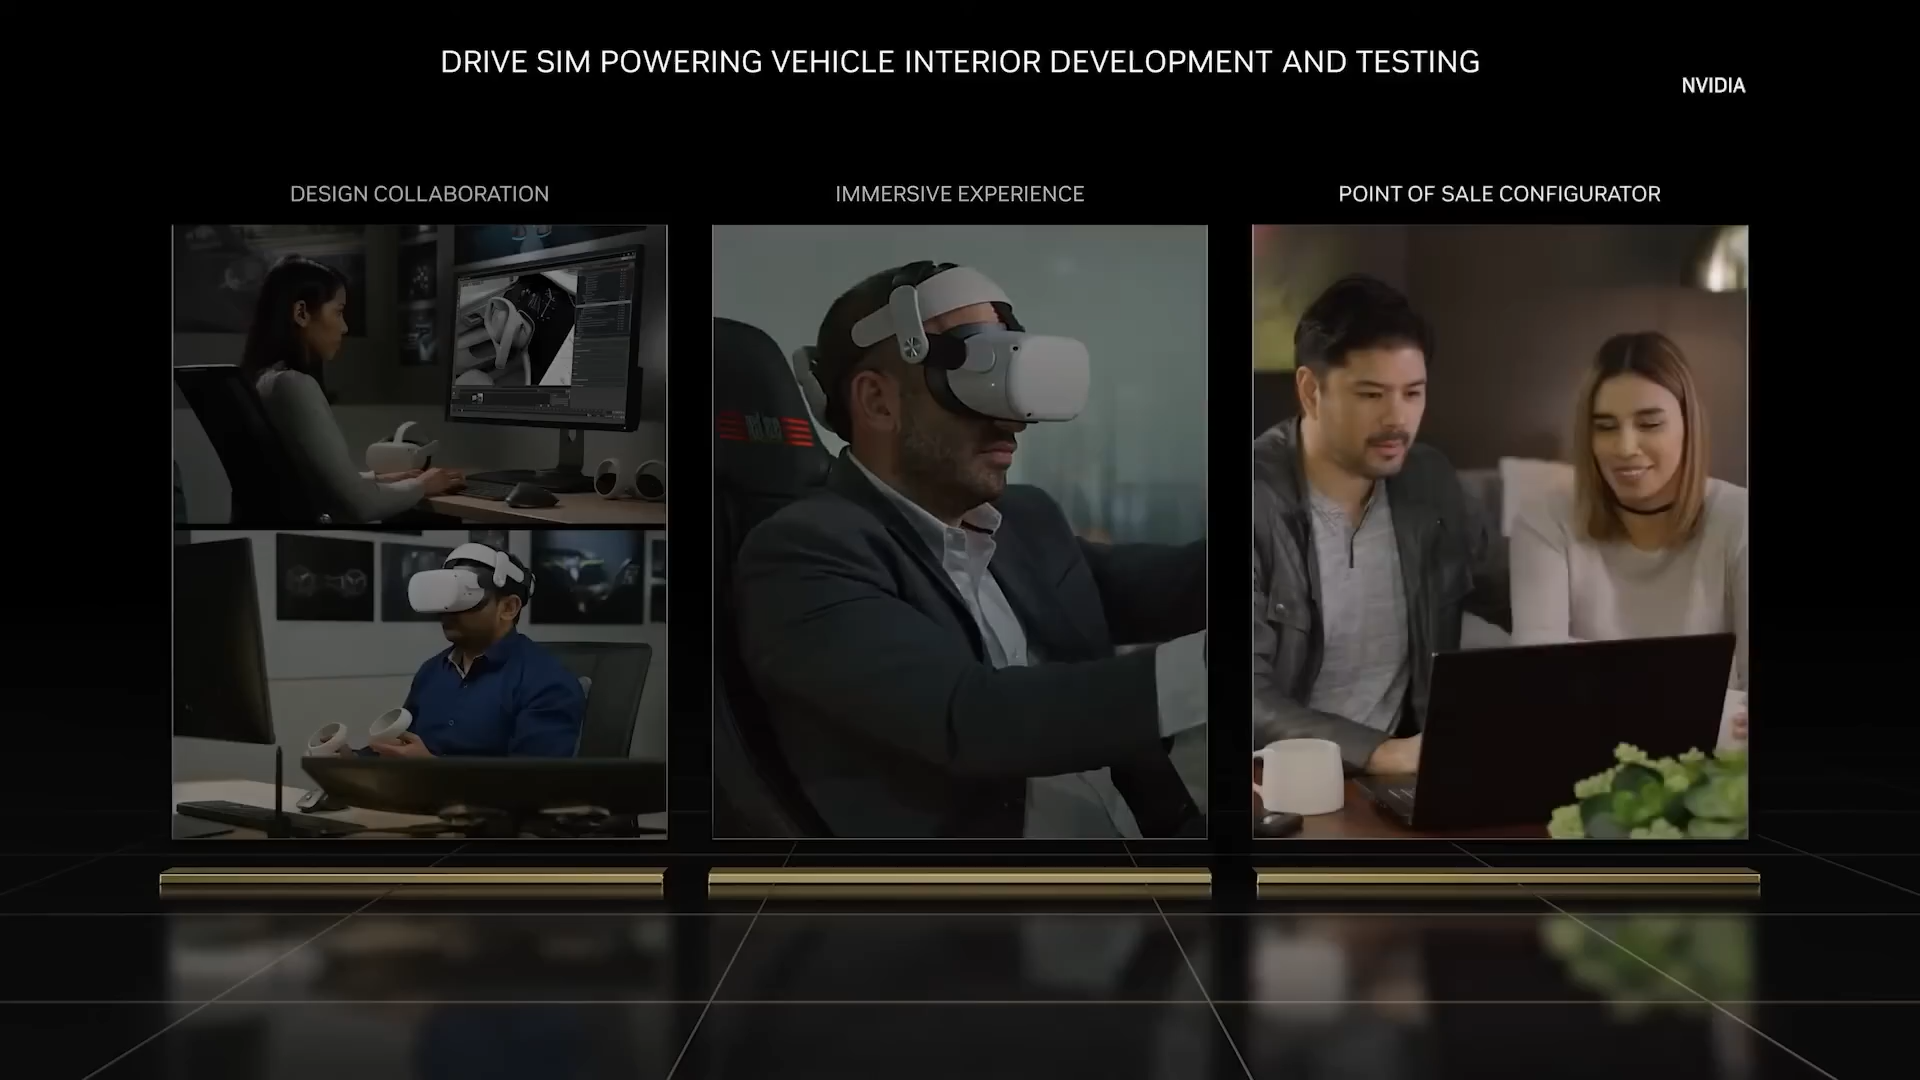 DRIVE SIM POWERING VEHICLE INTERIOR DEVELOPMENT AND TESTING
NVIDIA
DESIGN COLLABORATION
IMMERSIVE EXPERIENCE
POINT OF SALE CONFIGURATOR